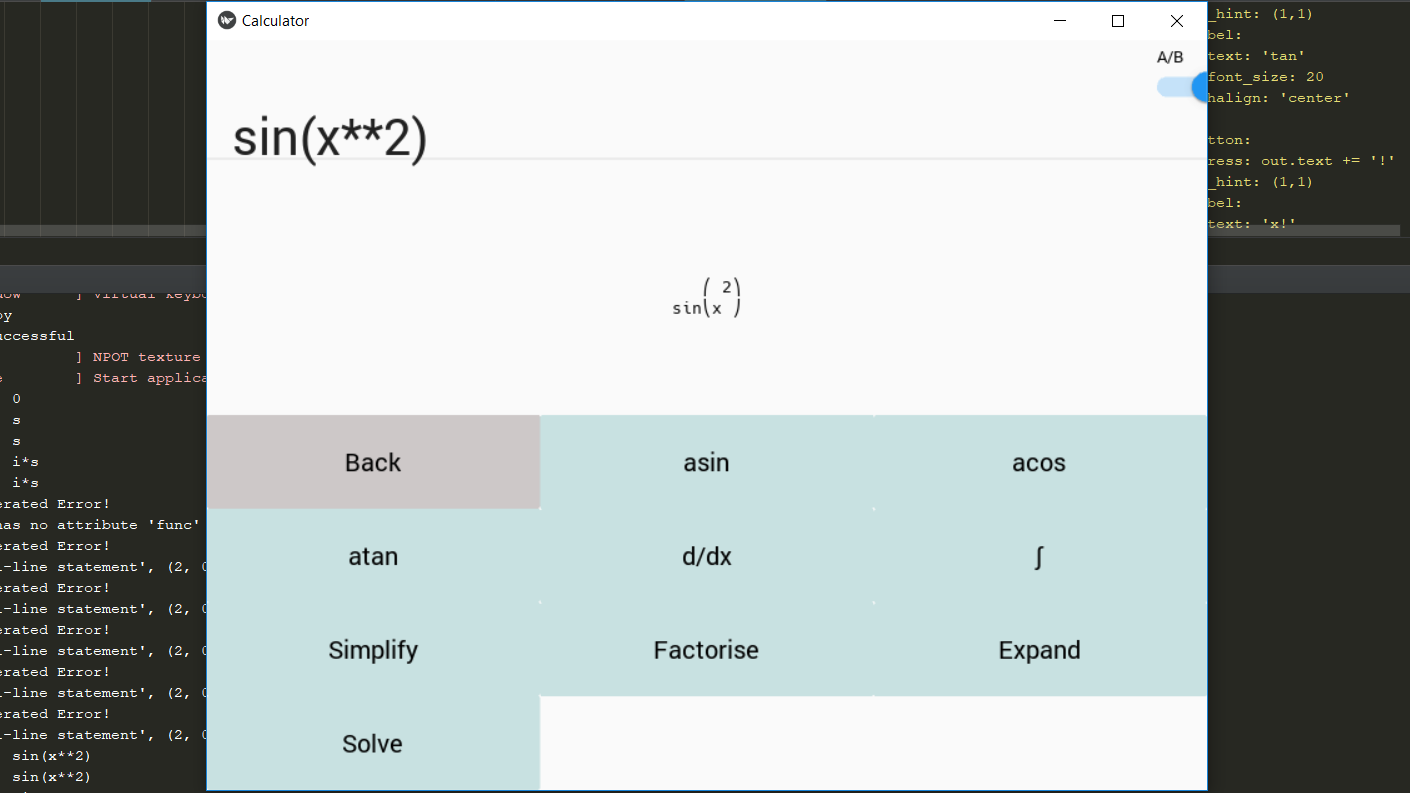 Calculator
A/B
sin(x**2)
2
sin(x )
Back asin acos
atan d/dx ∫
Simplify Factorise Expand
Solve
_hint: (1,1)
bel:
text: 'tan'
font_size: 20
halign: 'center'
tton:
ress: out.text += '!'
_hint: (1,1)
bel:
text: 'x!'
] Virtual keybo
py
uccessful
] NPOT texture
e ] Start applica
0
s
s
i*s
i*s
erated Error!
has no attribute 'func'
erated Error!
i-line statement', (2, 0
erated Error!
i-line statement', (2, 0
erated Error!
i-line statement', (2, 0
erated Error!
i-line statement', (2, 0
erated Error!
i-line statement', (2, 0
sin(x**2)
sin(x**2)